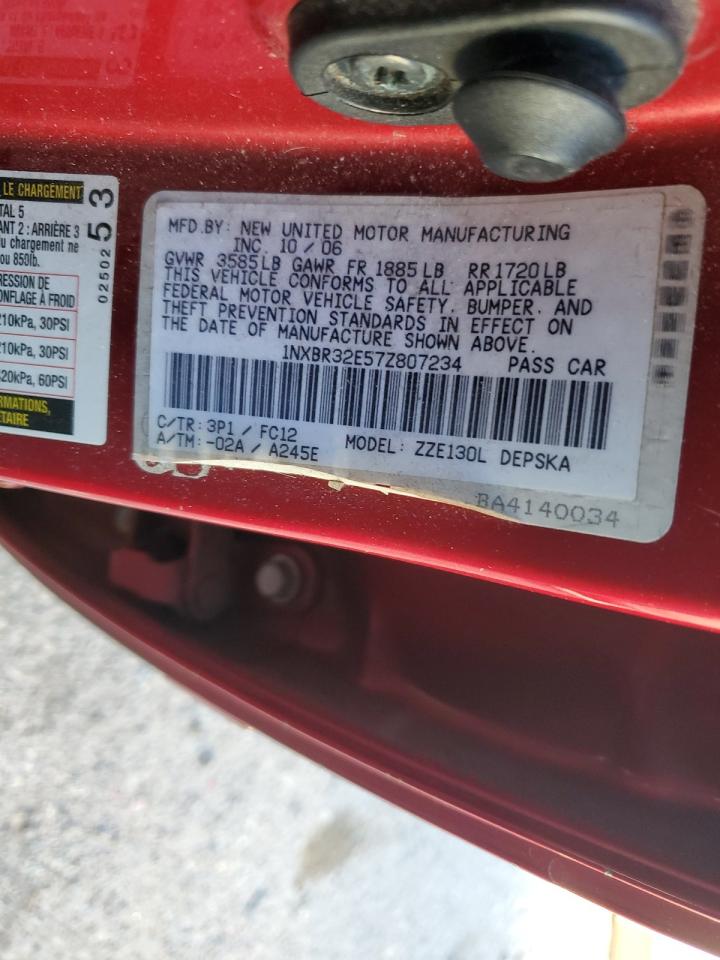 LE CHARGEMENT
TAL 5
ANT 2 : ARRIÈRE 3
du chargement ne
ou 850lb.
RESSION DE
ONFLAGE À FROID
210kPa, 30PSI
210kPa, 30PSI
420kPa, 60PSI
RMATIONS,
ÉTAIRE
02502 53
MFD.BY: NEW UNITED MOTOR MANUFACTURING
INC. 10 / 06
GVWR 3585LB GAWR FR 1885LB RR1720LB
THIS VEHICLE CONFORMS TO ALL APPLICABLE
FEDERAL MOTOR VEHICLE SAFETY, BUMPER, AND
THEFT PREVENTION STANDARDS IN EFFECT ON
THE DATE OF MANUFACTURE SHOWN ABOVE.
1NXBR32E57Z807234 PASS CAR
C/TR: 3P1 / FC12
A/TM: -02A / A245E MODEL: ZZE130L DEPSKA
BA4140034